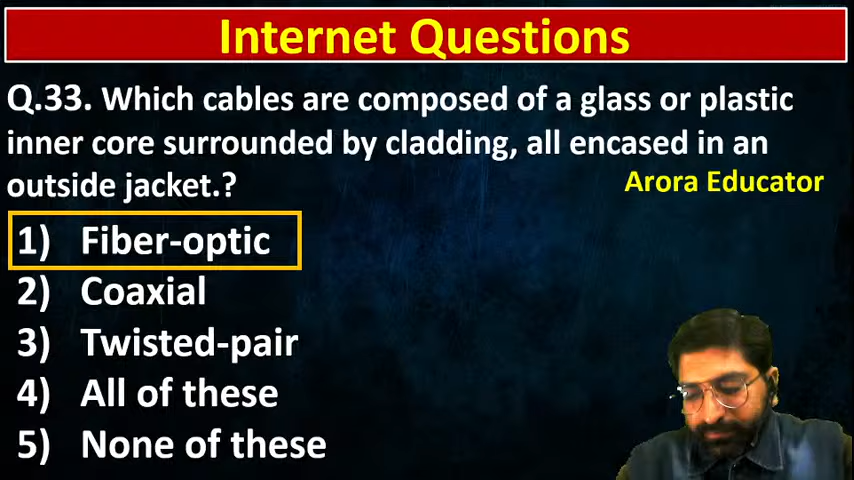 Internet Questions
Q.33. Which cables are composed of a glass or plastic
inner core surrounded by cladding, all encased in an
outside jacket.?
Arora Educator
1) Fiber-optic
2) Coaxial
3) Twisted-pair
4) All of these
5) None of these